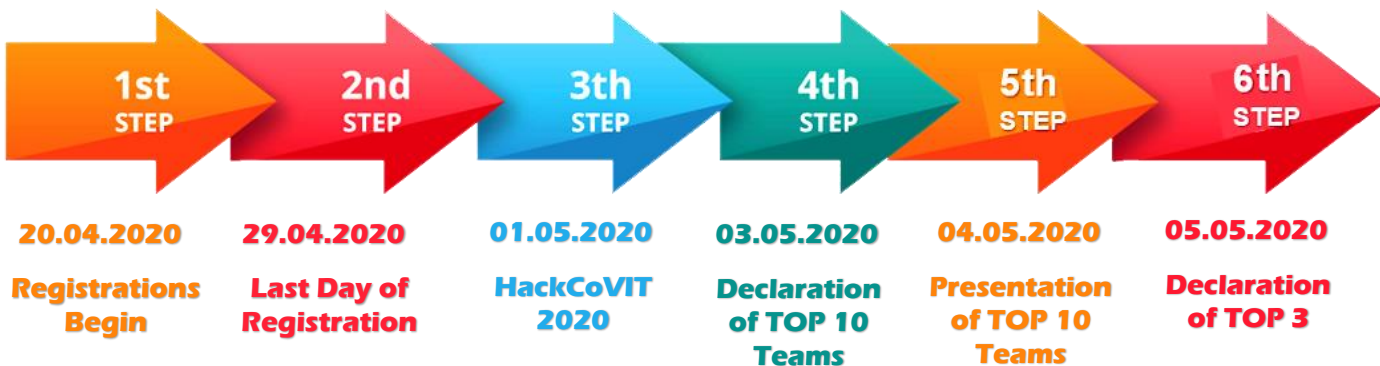 1st
STEP
2nd
STEP
3th
STEP
4th
STEP
5th
STEP
6th
STEP
20.04.2020
Registrations
Begin
29.04.2020
Last Day of
Registration
01.05.2020
HackCoVIT
2020
03.05.2020
Declaration
of TOP 10
Teams
04.05.2020
Presentation
of TOP 10
Teams
05.05.2020
Declaration
of TOP 3